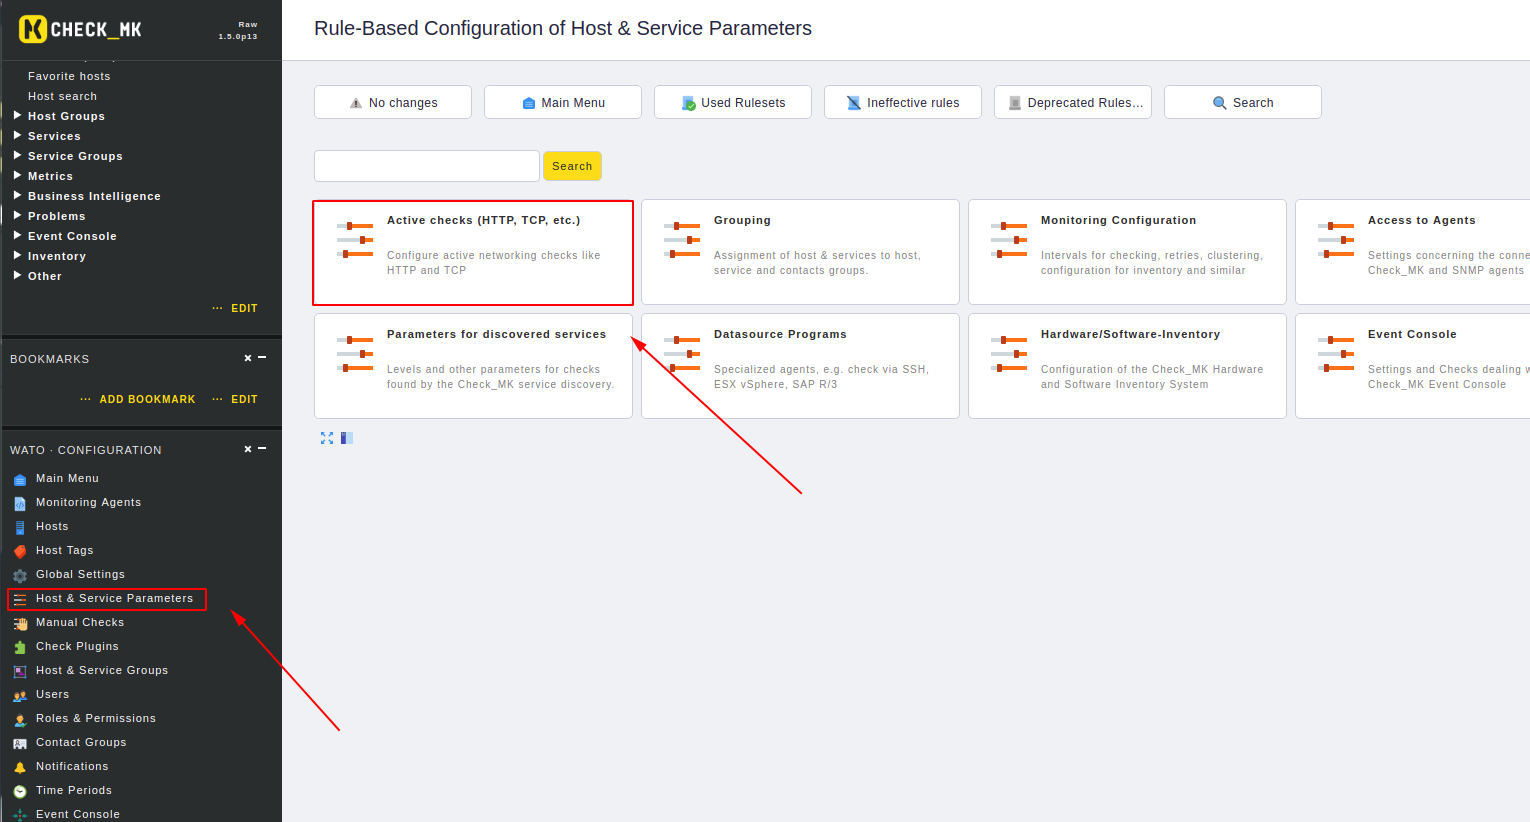 CHECK_MK
Raw
1.5.0p13
Favorite hosts
Host search
Host Groups
Services
Service Groups
Metrics
Business Intelligence
Problems
Event Console
Inventory
Other
··· EDIT
BOOKMARKS
··· ADD BOOKMARK ··· EDIT
WATO · CONFIGURATION
Main Menu
Monitoring Agents
Hosts
Host Tags
Global Settings
Host & Service Parameters
Manual Checks
Check Plugins
Host & Service Groups
Users
Roles & Permissions
Contact Groups
Notifications
Time Periods
Event Console
Rule-Based Configuration of Host & Service Parameters
No changes
Main Menu
Used Rulesets
Ineffective rules
Deprecated Rules...
Search
Search
Active checks (HTTP, TCP, etc.)
Configure active networking checks like
HTTP and TCP
Grouping
Assignment of host & services to host,
service and contacts groups.
Monitoring Configuration
Intervals for checking, retries, clustering,
configuration for inventory and similar
Access to Agents
Settings concerning the conne
Check_MK and SNMP agents
Parameters for discovered services
Levels and other parameters for checks
found by the Check_MK service discovery.
Datasource Programs
Specialized agents, e.g. check via SSH,
ESX vSphere, SAP R/3
Hardware/Software-Inventory
Configuration of the Check_MK Hardware
and Software Inventory System
Event Console
Settings and Checks dealing w
Check_MK Event Console